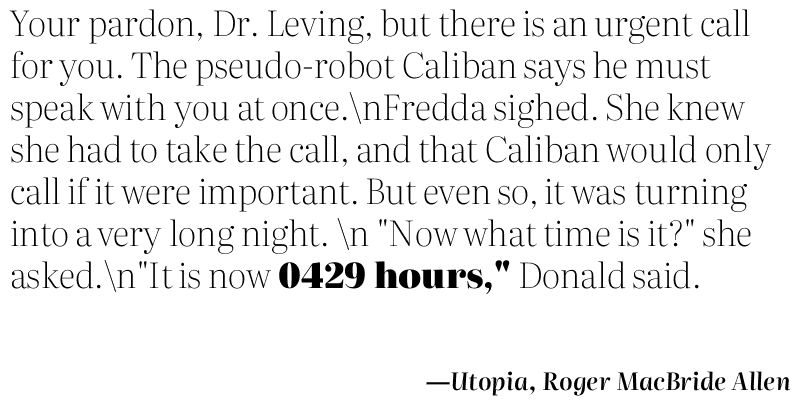 Your pardon, Dr. Leving, but there is an urgent call
for you. The pseudo-robot Caliban says he must
speak with you at once.\nFredda sighed. She knew
she had to take the call, and that Caliban would only
call if it were important. But even so, it was turning
into a very long night. \n "Now what time is it?" she
asked.\n"It is now 0429 hours," Donald said.
—Utopia, Roger MacBride Allen